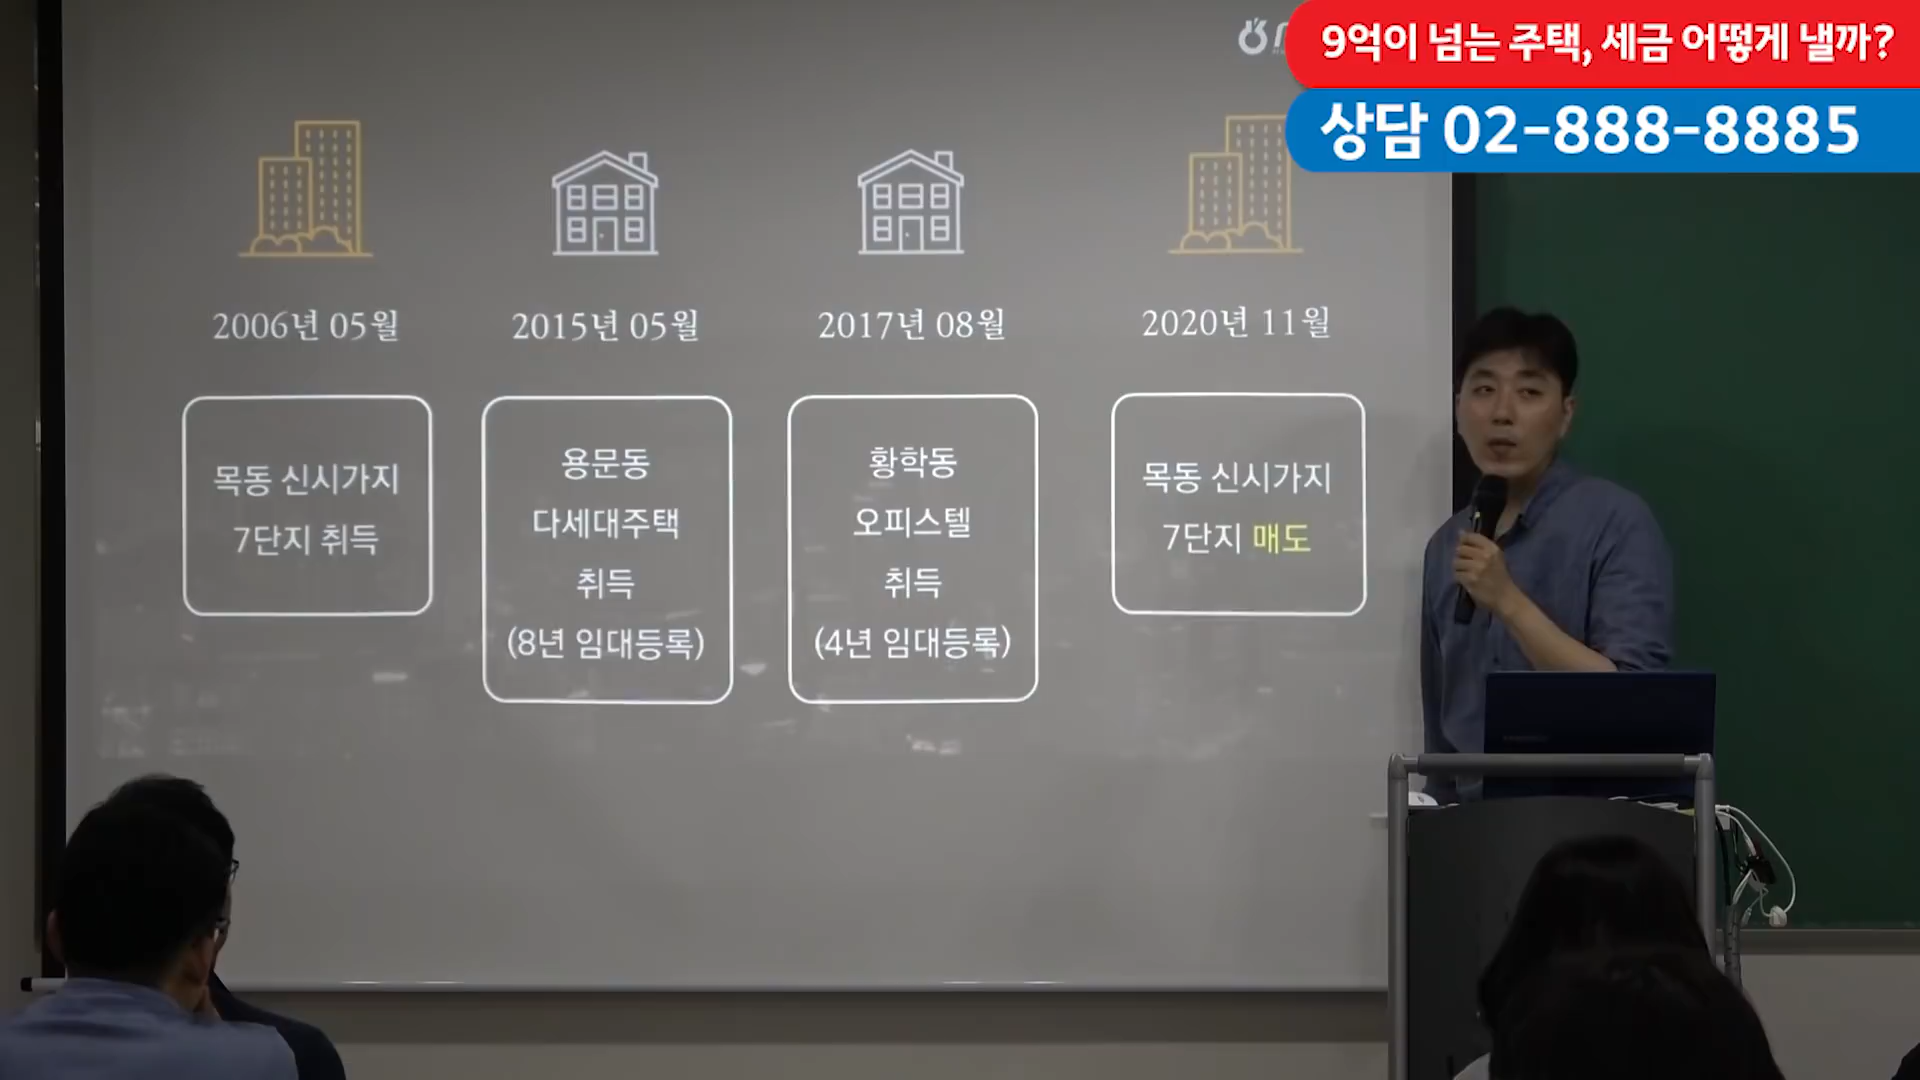 9억이 넘는 주택, 세금 어떻게 낼까?
상담 02-888-8885
2006년 05월
목동 신시가지
7단지 취득
2015년 05월
용문동
다세대주택
취득
(8년 임대등록)
2017년 08월
황학동
오피스텔
취득
(4년 임대등록)
2020년 11월
목동 신시가지
7단지 매도